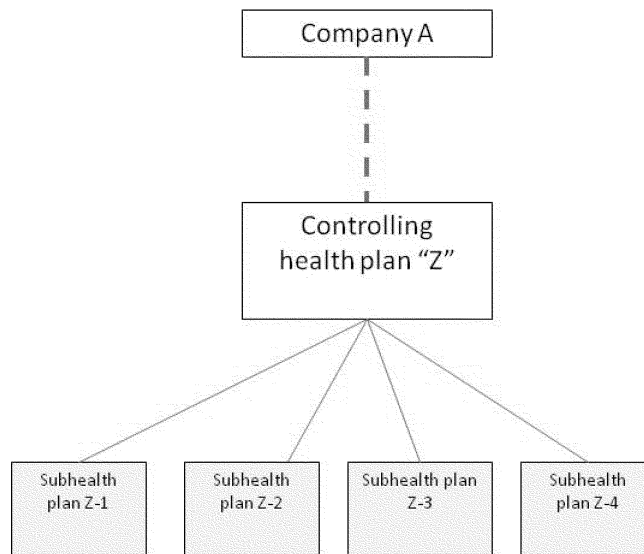 Company A
Controlling
health plan “Z”
Subhealth
plan Z-1
Subhealth
plan Z-2
Subhealth plan
Z-3
Subhealth
plan Z-4